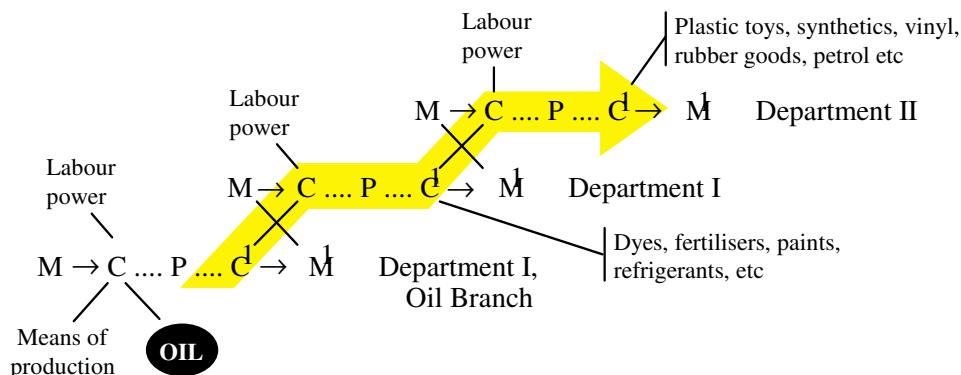 Labour
power
Plastic toys, synthetics, vinyl,
rubber goods, petrol etc
M → C .... P .... C1 → M1 Department II
Labour
power
M → C .... P .... C1 → M1 Department I
Labour
power
Dyes, fertilisers, paints,
refrigerants, etc
M → C .... P .... C1 → M1 Department I,
Oil Branch
Means of
production
OIL